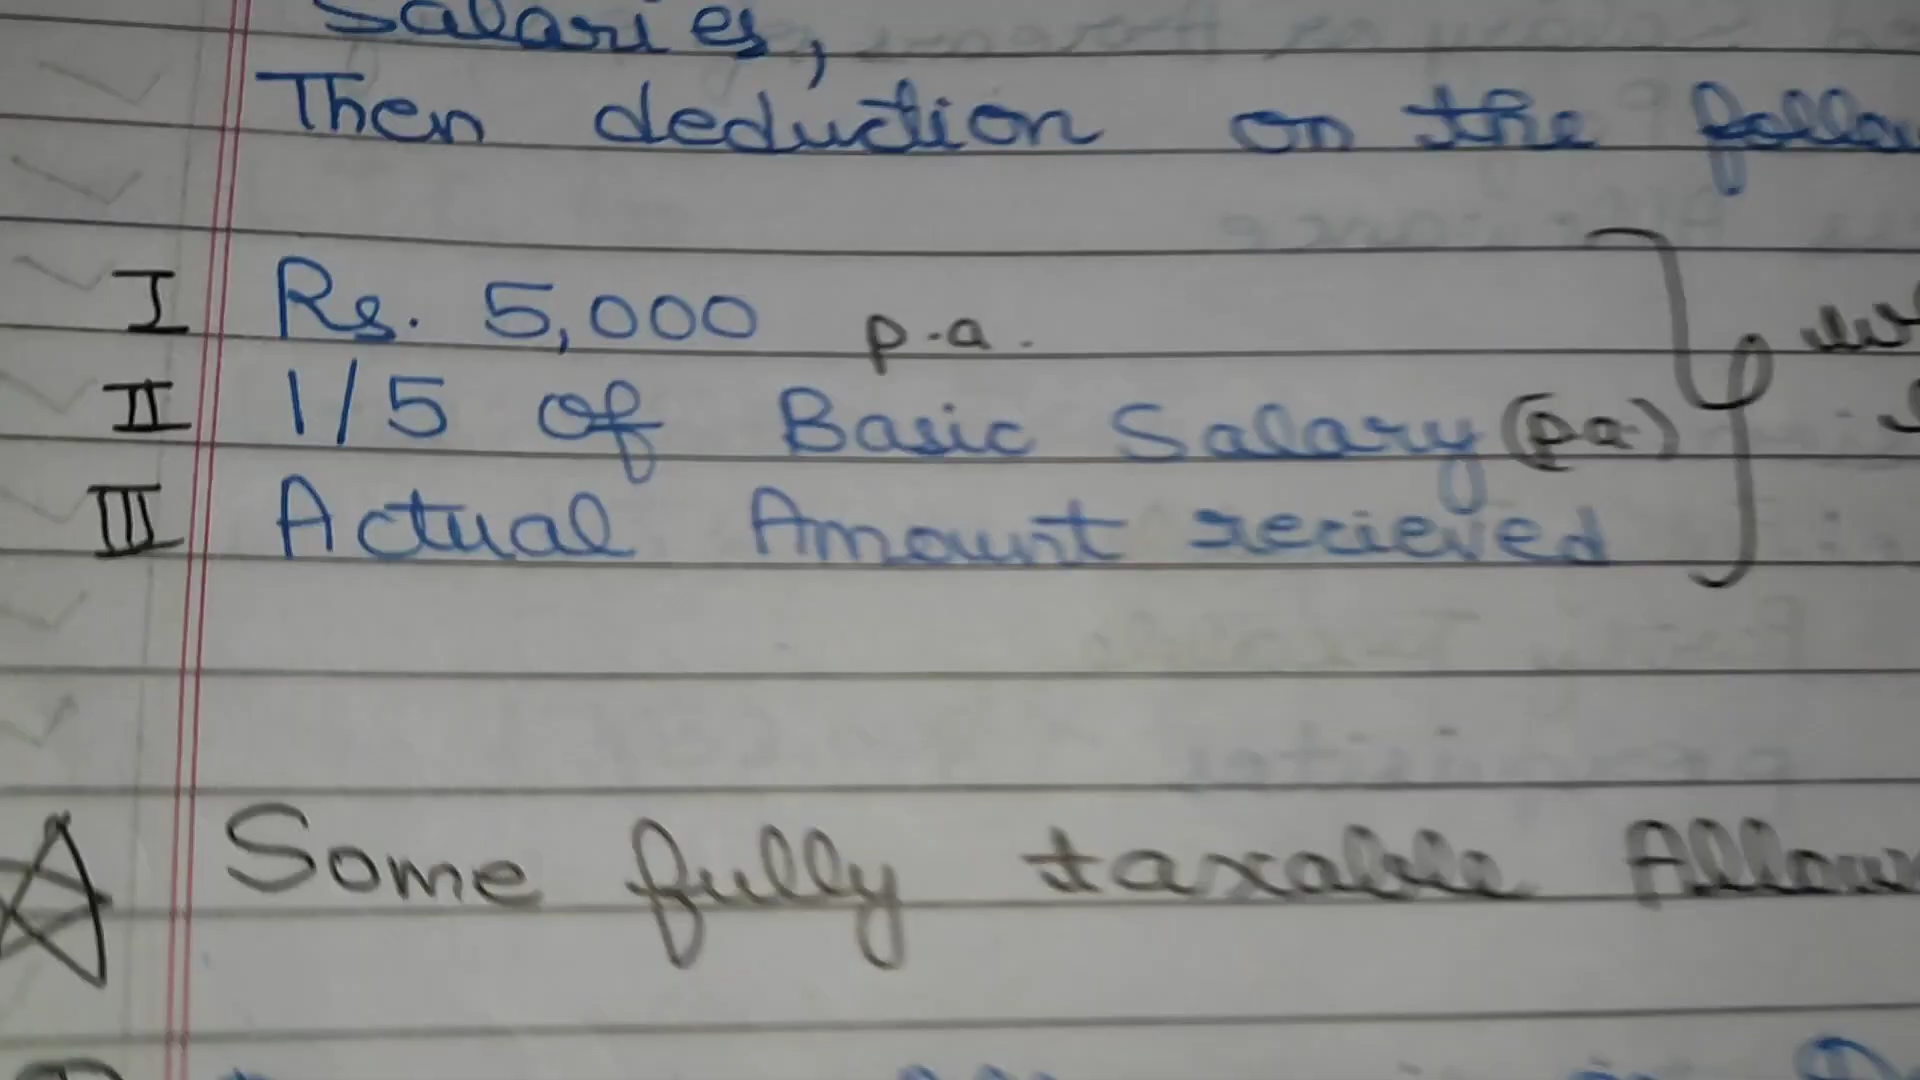 Salaries,
Then deduction on the
I Rs. 5,000 p.a.
II 1/5 of Basic Salary (pa)
III Actual Amount recieved
Some fully taxable